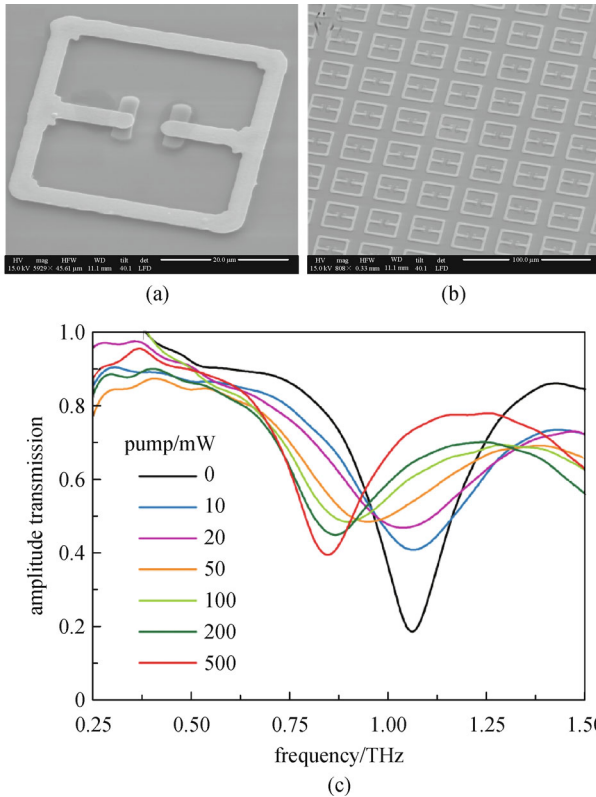 HV mag HFW WD tilt det
15.0 kV 5929× 45.61 μm 11.1 mm 40.1 LFD
20.0 μm
(a)
HV mag HFW WD tilt det
15.0 kV 808× 0.33 mm 11.1 mm 40.1 LFD
100.0 μm
(b)
1.0
0.8
0.6
0.4
0.2
0
amplitude transmission
pump/mW
0
10
20
50
100
200
500
0.25 0.50 0.75 1.00 1.25 1.50
frequency/THz
(c)